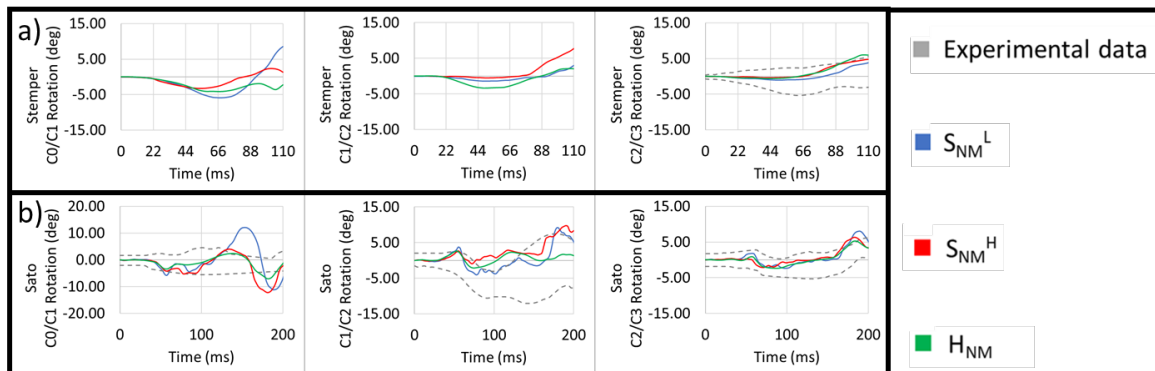 a)
Stemper
C0/C1 Rotation (deg)
15.00
5.00
-5.00
-15.00
0 22 44 66 88 110
Time (ms)
Stemper
C1/C2 Rotation (deg)
15.00
5.00
-5.00
-15.00
0 22 44 66 88 110
Time (ms)
Stemper
C2/C3 Rotation (deg)
15.00
5.00
-5.00
-15.00
0 22 44 66 88 110
Time (ms)
b)
Sato
C0/C1 Rotation (deg)
20.00
10.00
0.00
-10.00
-20.00
0 100 200
Time (ms)
Sato
C1/C2 Rotation (deg)
15.00
5.00
-5.00
-15.00
0 100 200
Time (ms)
Sato
C2/C3 Rotation (deg)
15.00
5.00
-5.00
-15.00
0 100 200
Time (ms)
Experimental data
S_NM^L
S_NM^H
H_NM